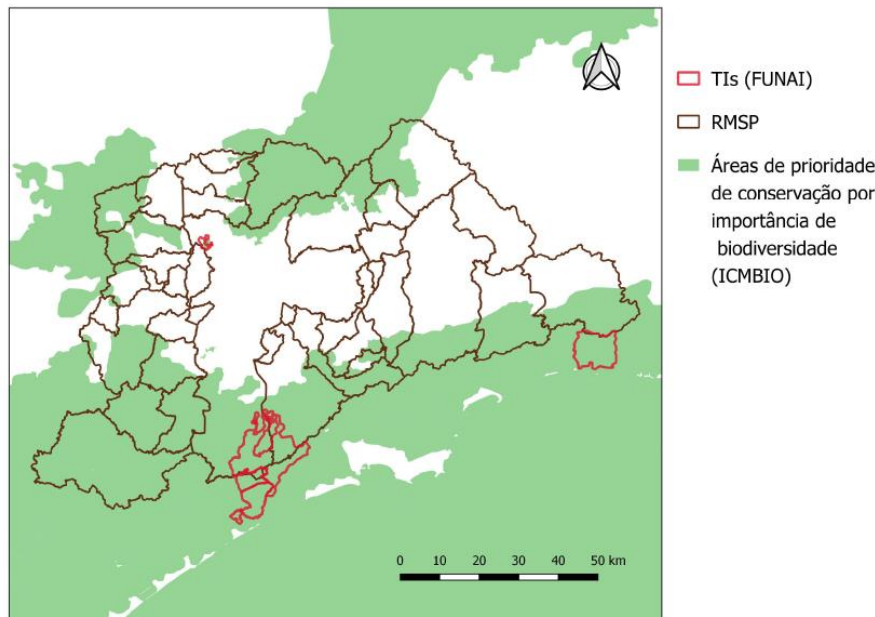 TIs (FUNAI)
RMSP
Áreas de prioridade
de conservação por
importância de
biodiversidade
(ICMBIO)
0 10 20 30 40 50 km